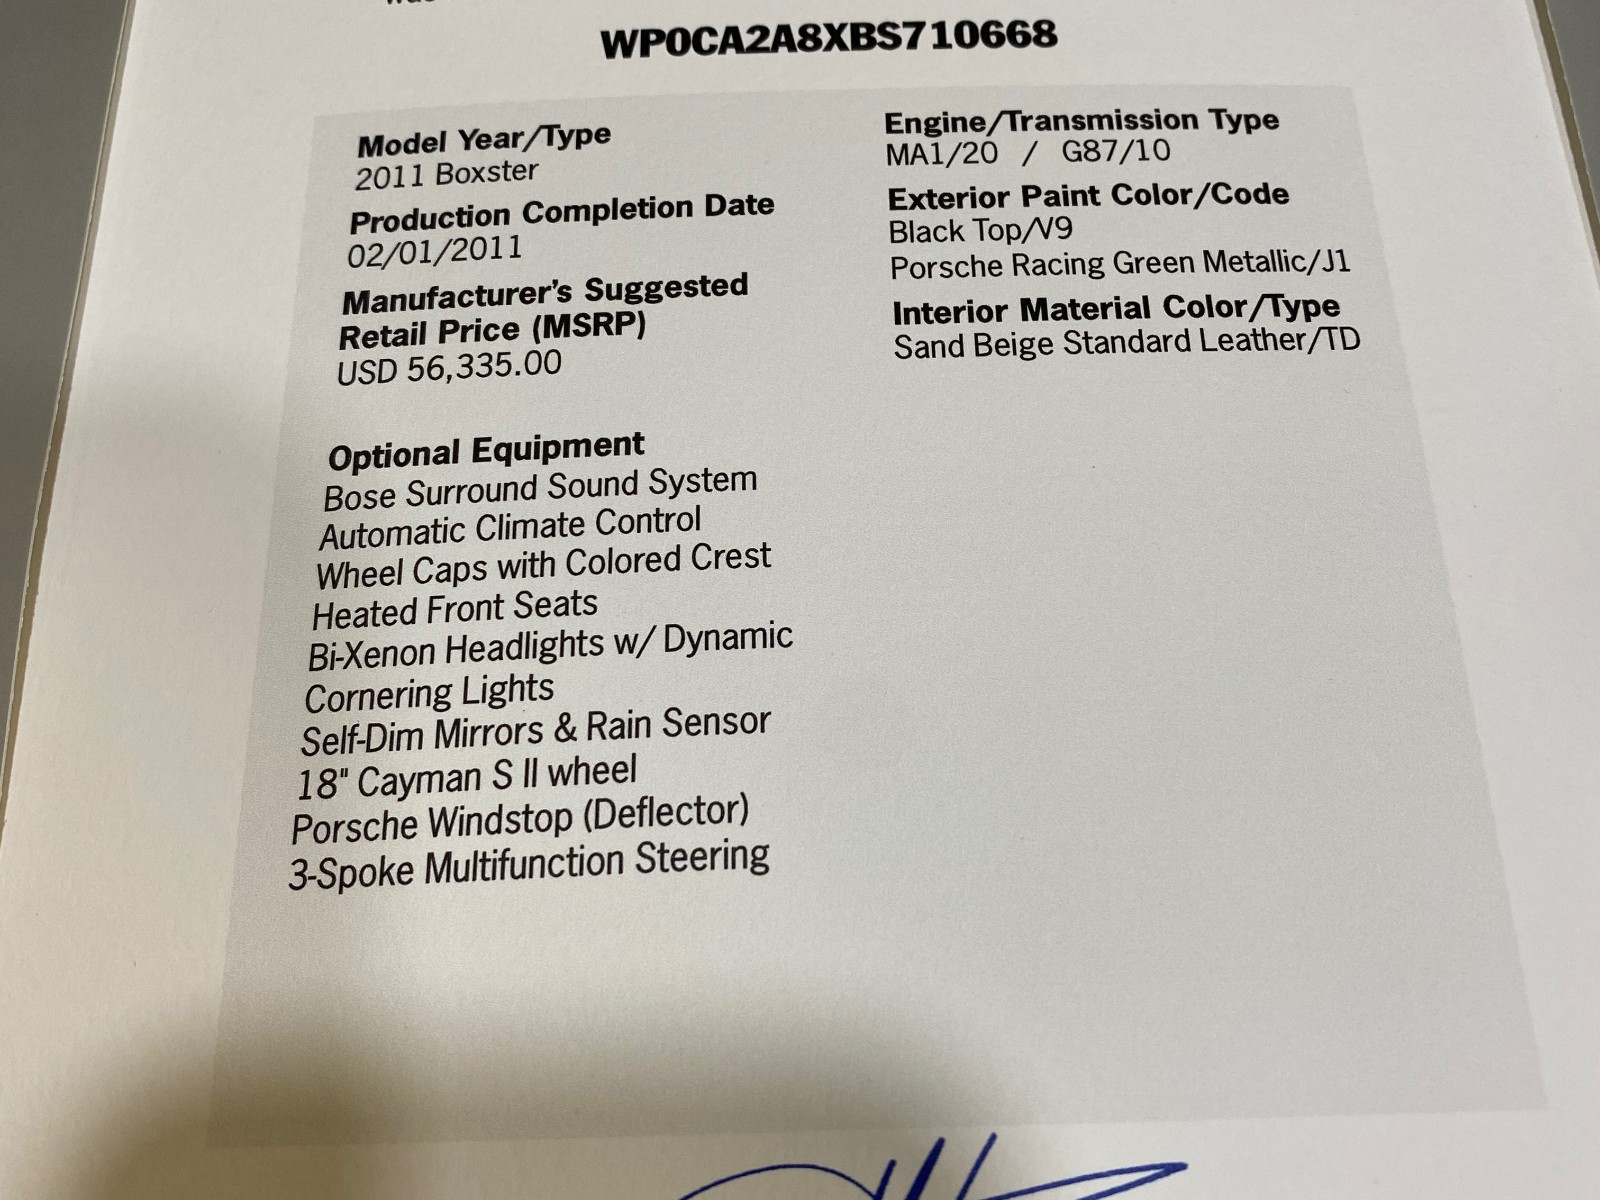 WP0CA2A8XBS710668
Model Year/Type
2011 Boxster
Production Completion Date
02/01/2011
Manufacturer's Suggested
Retail Price (MSRP)
USD 56,335.00
Engine/Transmission Type
MA1/20 / G87/10
Exterior Paint Color/Code
Black Top/V9
Porsche Racing Green Metallic/J1
Interior Material Color/Type
Sand Beige Standard Leather/TD
Optional Equipment
Bose Surround Sound System
Automatic Climate Control
Wheel Caps with Colored Crest
Heated Front Seats
Bi-Xenon Headlights w/ Dynamic
Cornering Lights
Self-Dim Mirrors & Rain Sensor
18" Cayman S II wheel
Porsche Windstop (Deflector)
3-Spoke Multifunction Steering